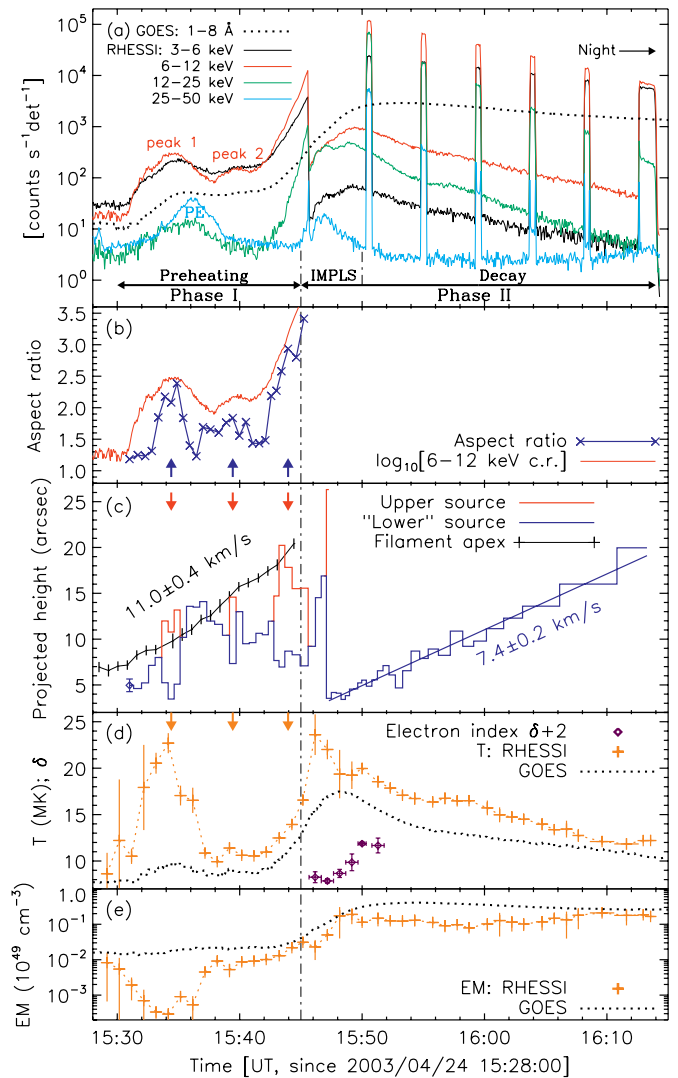 (a) GOES: 1–8 Å
RHESSI: 3–6 keV
6–12 keV
12–25 keV
25–50 keV
Night
peak 1
peak 2
PE
Preheating
IMPLS
Decay
Phase I
Phase II
[counts s⁻¹det⁻¹]
10⁵
10⁴
10³
10²
10¹
10⁰
(b)
Aspect ratio
3.5
3.0
2.5
2.0
1.5
1.0
Aspect ratio
log₁₀[6–12 keV c.r.]
(c)
Projected height (arcsec)
25
20
15
10
5
Upper source
"Lower" source
Filament apex
11.0±0.4 km/s
7.4±0.2 km/s
(d)
T (MK); δ
25
20
15
10
Electron index δ+2
T: RHESSI
GOES
(e)
EM (10⁴⁹ cm⁻³)
1.0
10⁻¹
10⁻²
10⁻³
EM: RHESSI
GOES
15:30
15:40
15:50
16:00
16:10
Time [UT, since 2003/04/24 15:28:00]